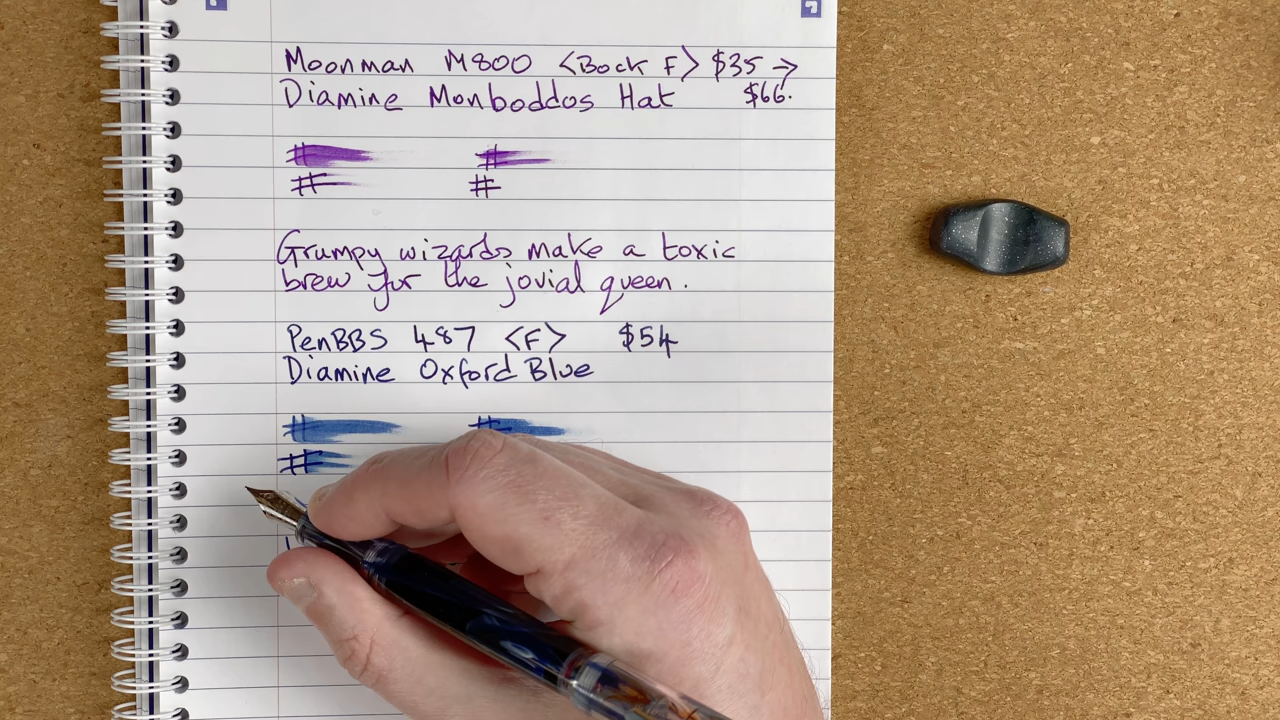 Moonman M800 <Bock F> $35 →
Diamine Monboddos Hat $66.
Grumpy wizards make a toxic
brew for the jovial queen.
PenBBS 487 <F> $54
Diamine Oxford Blue